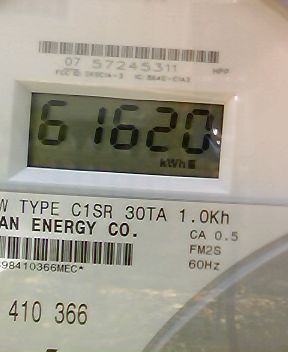 07 57245311
61620
kWh
W TYPE C1SR 30TA 1.0Kh
AN ENERGY CO.
CA 0.5
FM2S
60Hz
98410366MEC*
410 366